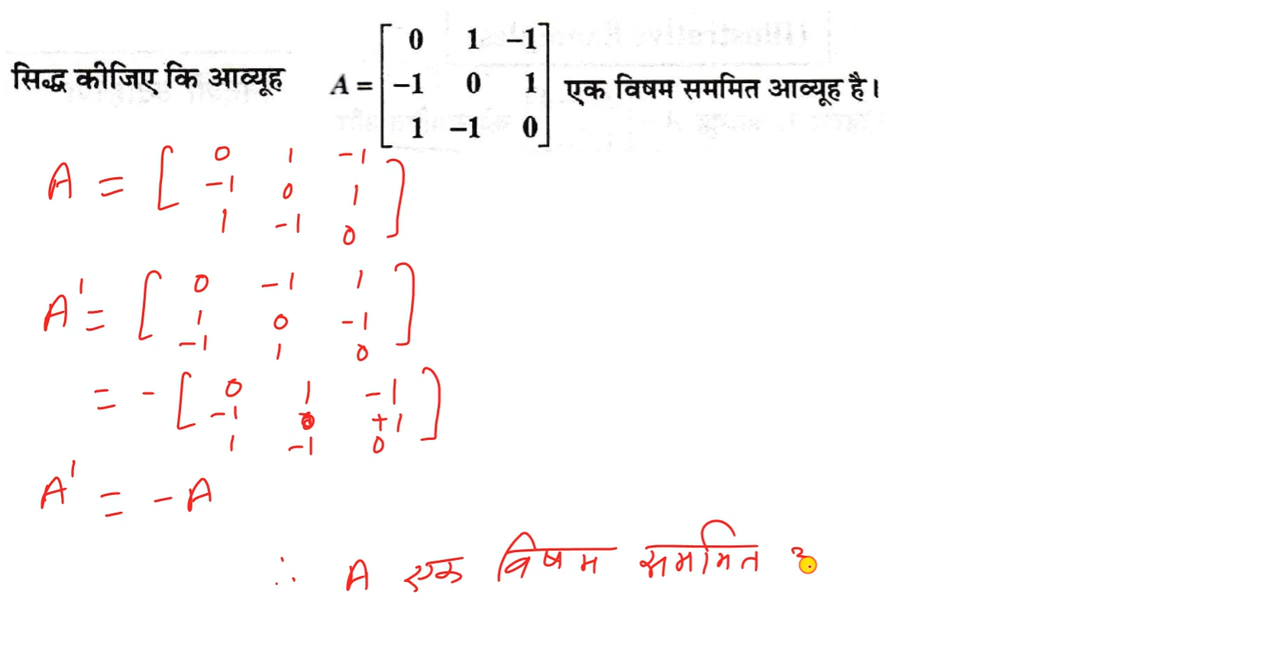 सिद्ध कीजिए कि आव्यूह A = [ 0 1 -1
-1 0 1
1 -1 0 ] एक विषम सममित आव्यूह है।
A = [ 0 1 -1
-1 0 1
1 -1 0 ]
A' = [ 0 -1 1
1 0 -1
-1 1 0 ]
= - [ 0 1 -1
-1 0 +1
1 -1 0 ]
A' = - A
∴ A एक विषम सममित